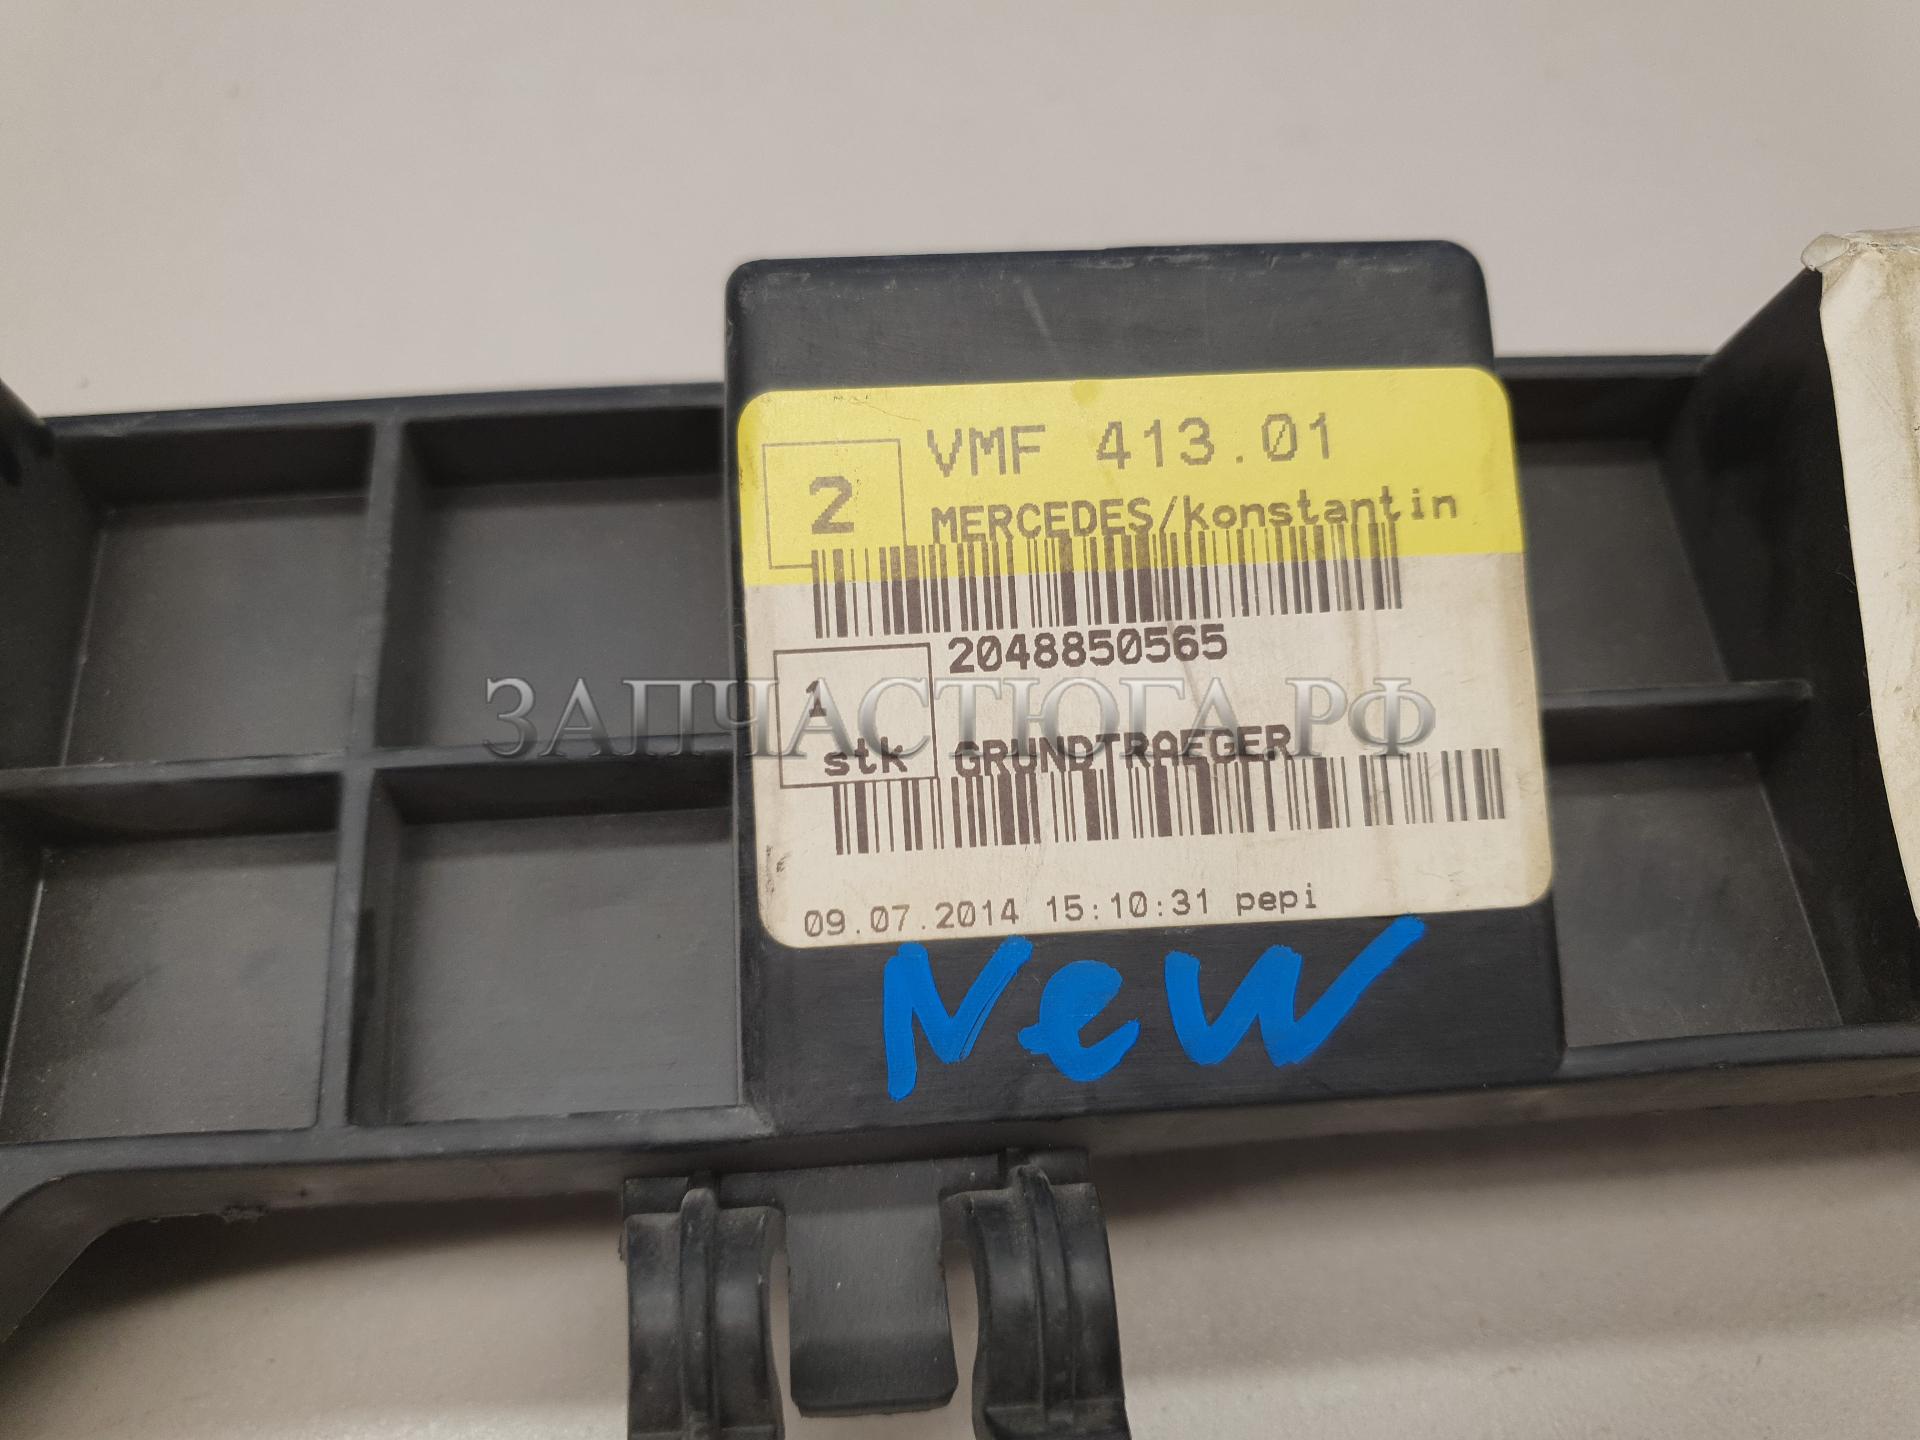 VMF 413.01
2
MERCEDES/konstantin
2048850565
1
stk
GRUNDTRAEGER
ЗАПЧАСТЮГА.РФ
09.07.2014 15:10:31 pepi
New